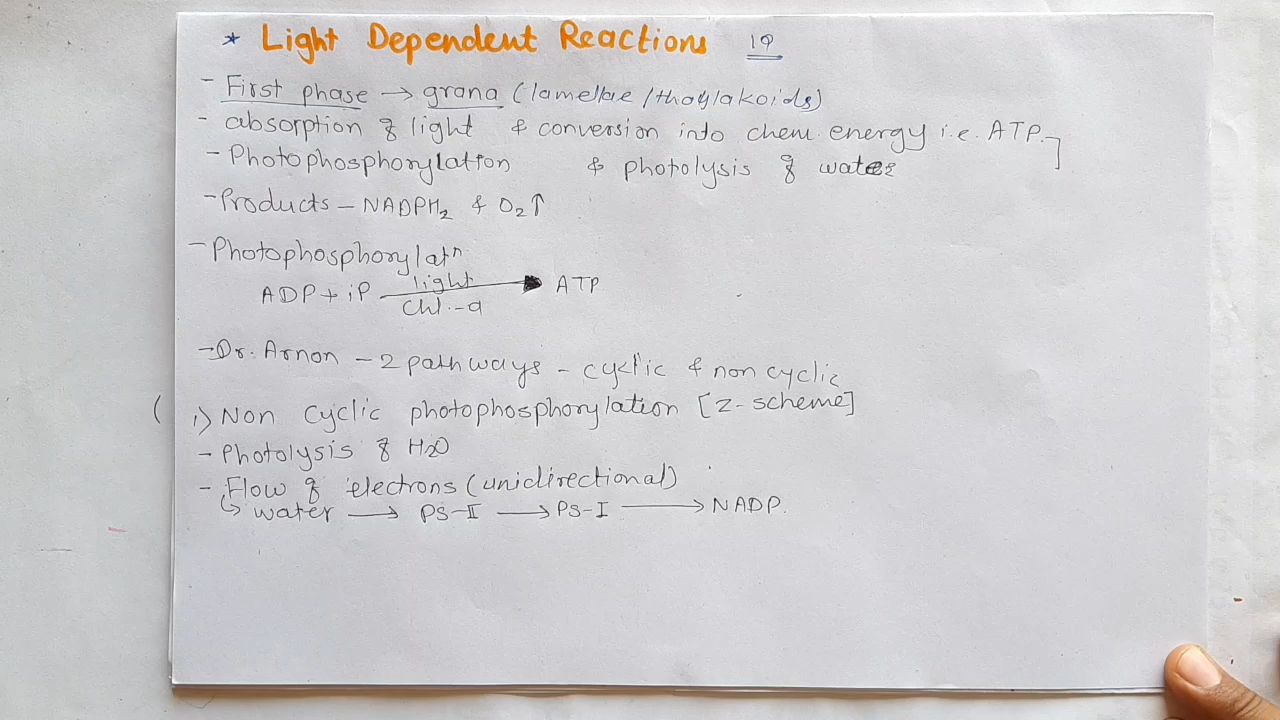 * Light Dependent Reactions 1Q
- First phase → grana (lamellae / thaylakoids)
- absorption of light & conversion into chem. energy i.e. ATP.
- Photophosphorylation & photolysis of water
- Products - NADPH₂ & O₂↑
- Photophosphorylatⁿ
light
ADP + iP → ATP
Chl.-a
- Dr. Arnon - 2 pathways - cyclic & non cyclic
( 1) Non Cyclic photophosphorylation [Z-scheme]
- Photolysis of H₂O
- Flow of electrons (unidirectional)
↳ water → PS-II → PS-I → NADP.